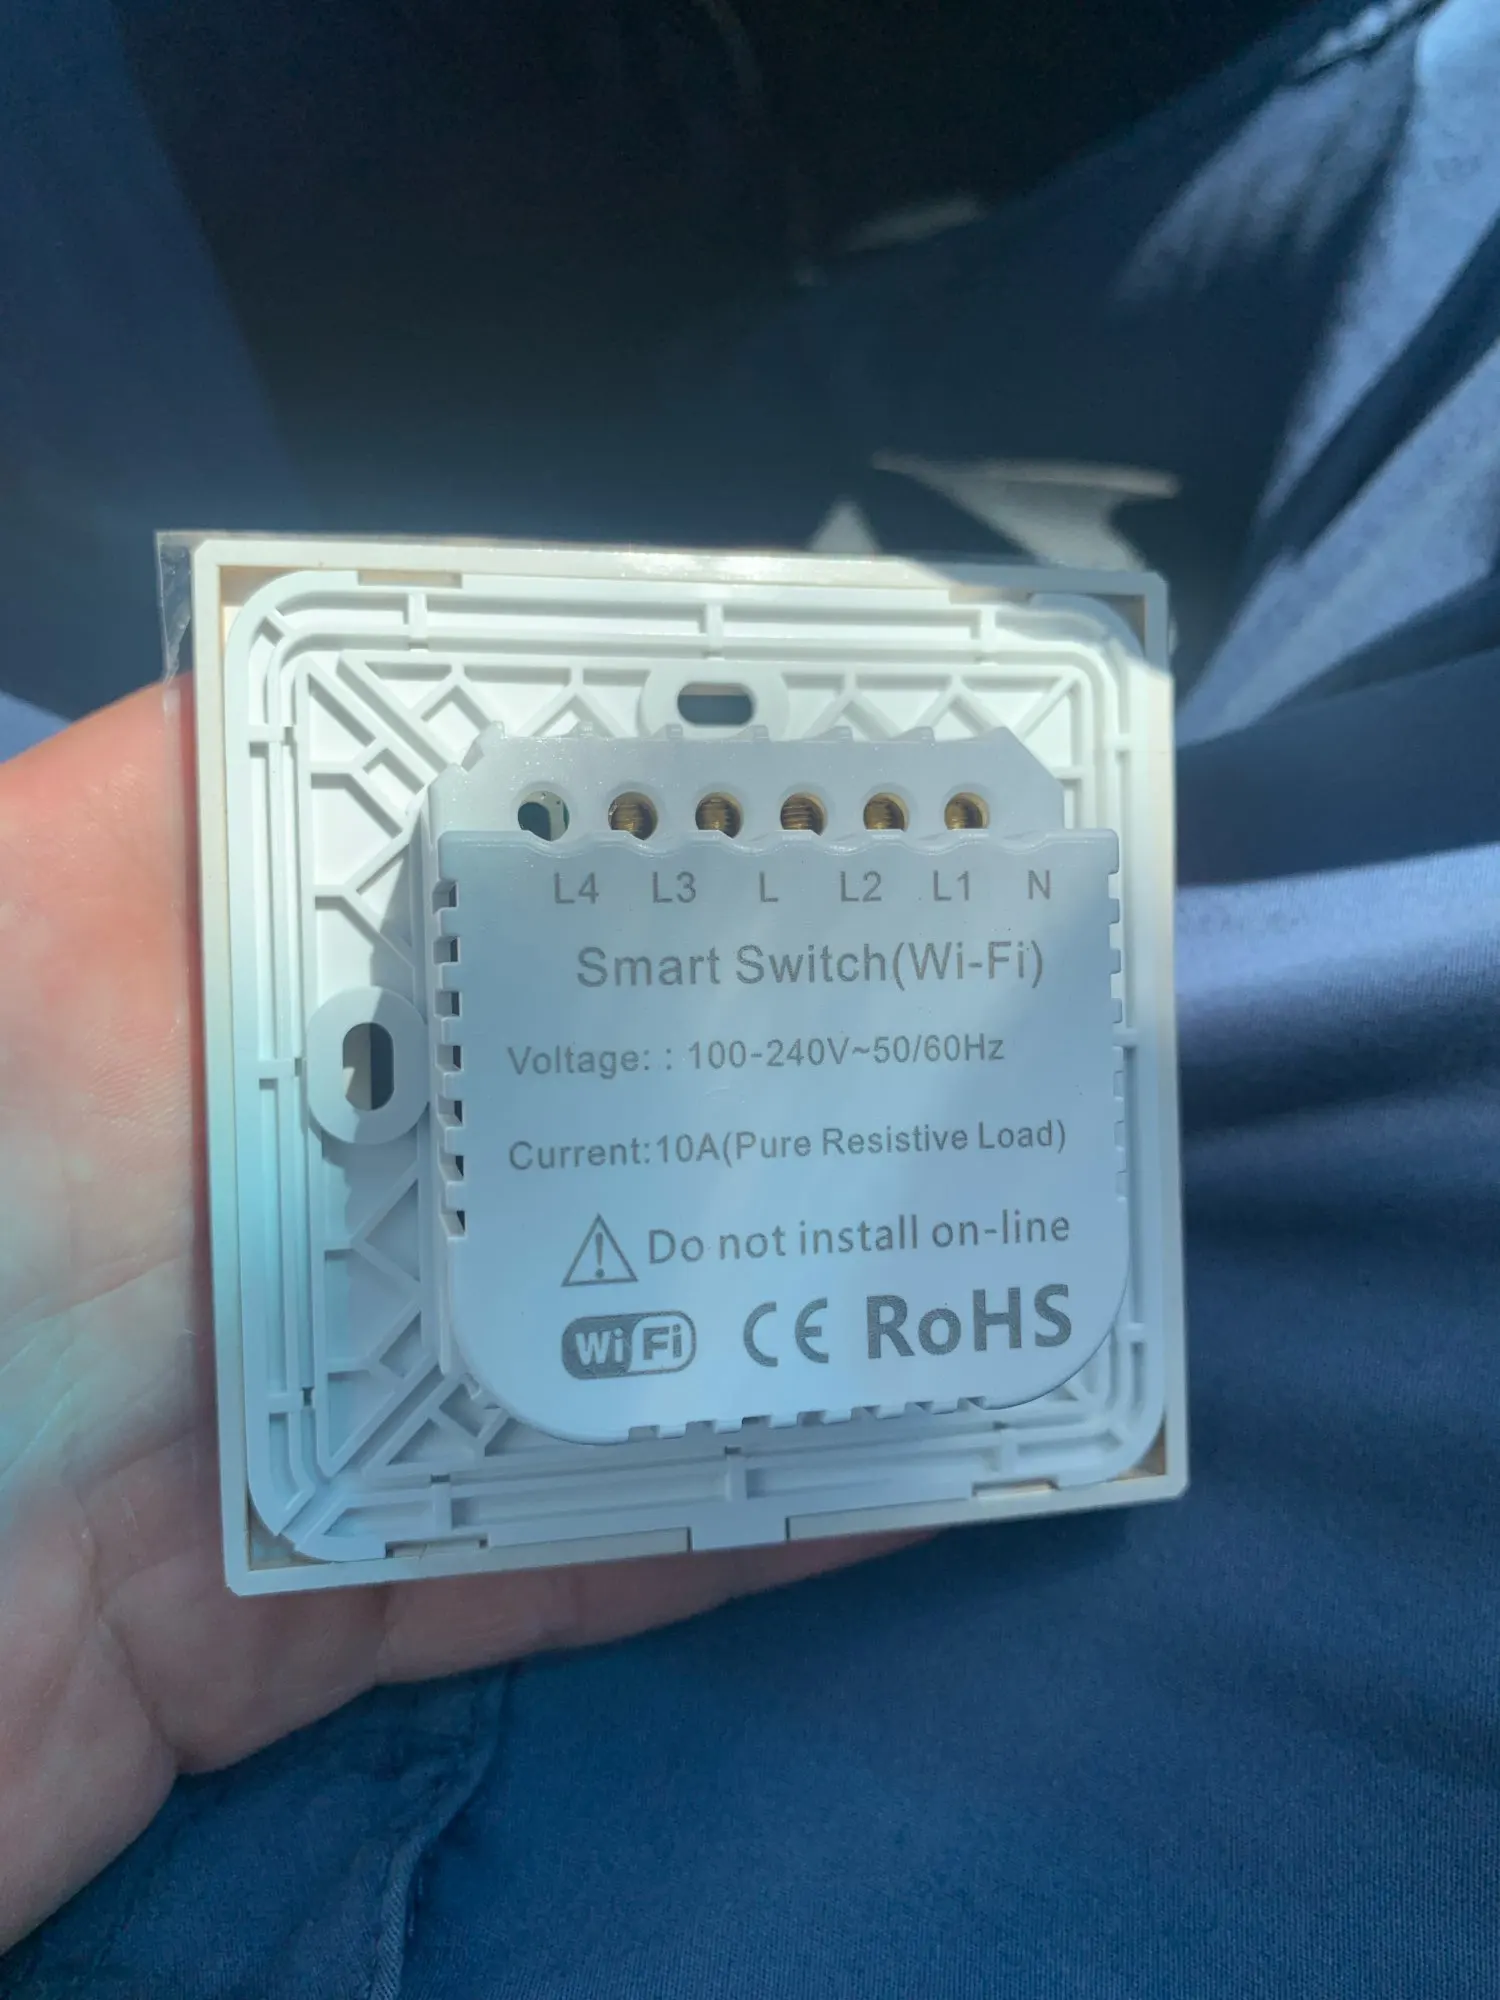 L4 L3 L L2 L1 N
Smart Switch(Wi-Fi)
Voltage: : 100-240V~50/60Hz
Current:10A(Pure Resistive Load)
Do not install on-line
WiFi CE RoHS